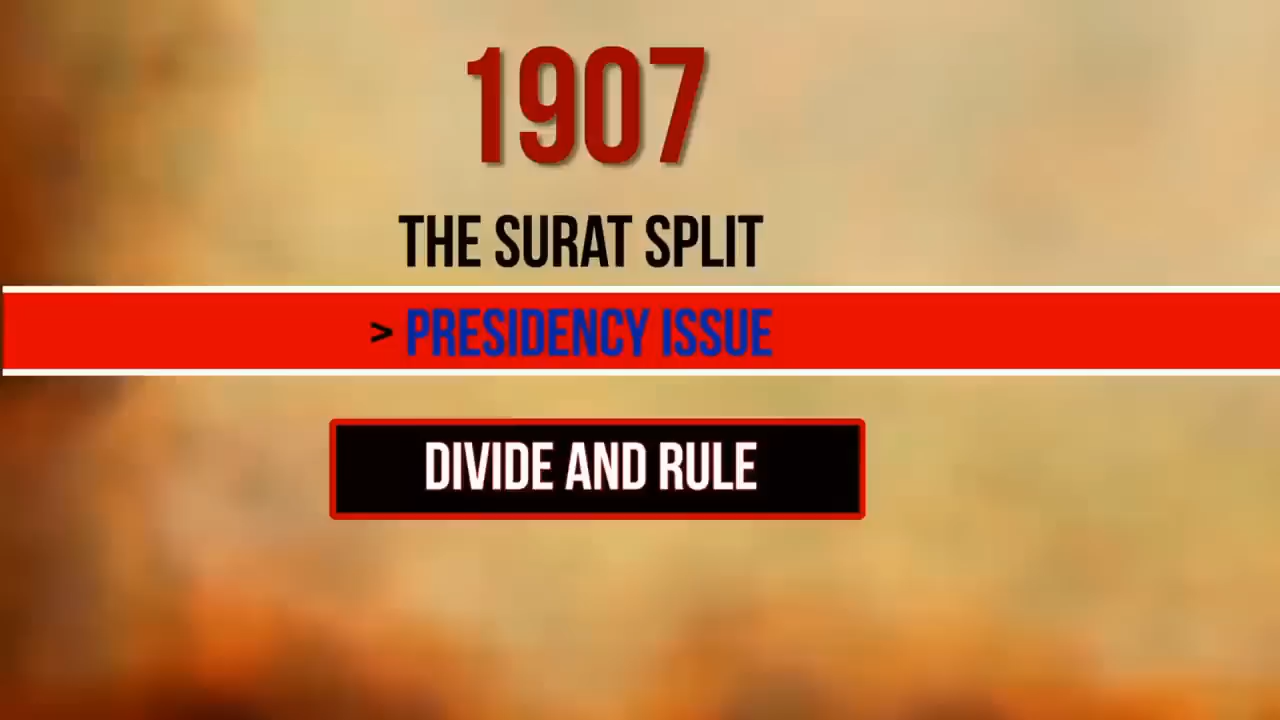 1907
THE SURAT SPLIT
> PRESIDENCY ISSUE
DIVIDE AND RULE